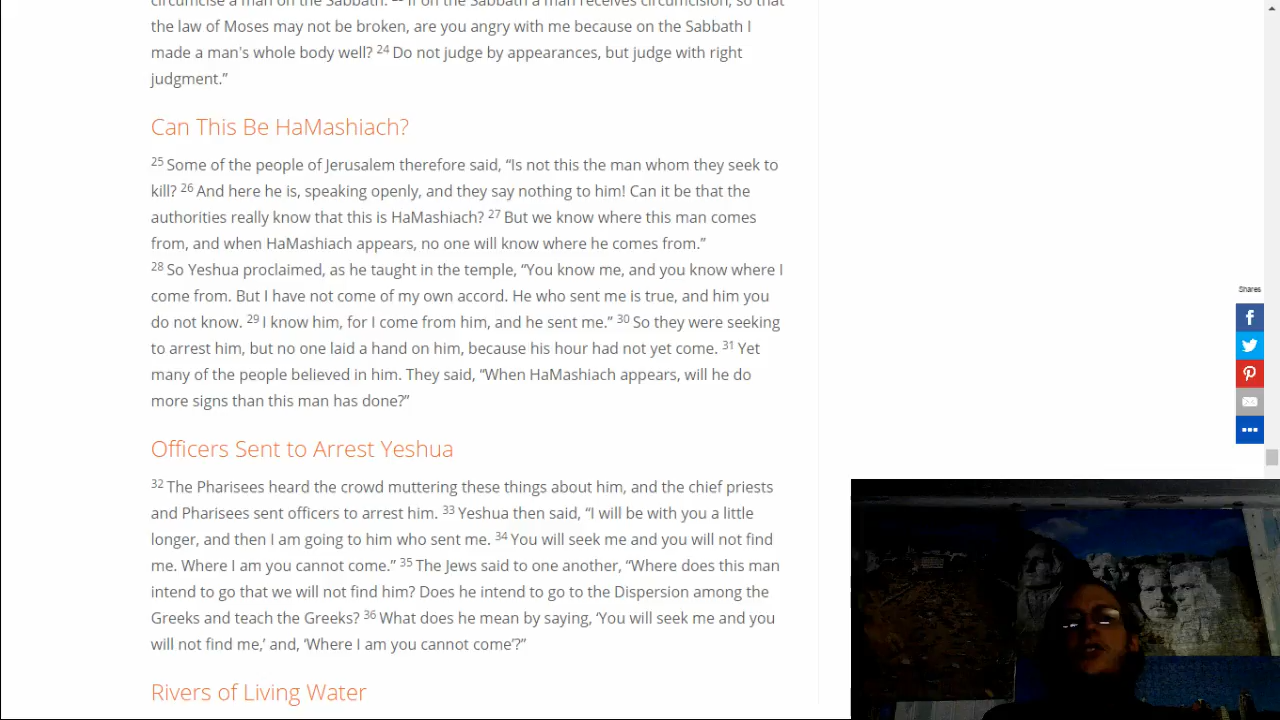 circumcise a man on the Sabbath. 23 If on the Sabbath a man receives circumcision, so that
the law of Moses may not be broken, are you angry with me because on the Sabbath I
made a man's whole body well? 24 Do not judge by appearances, but judge with right
judgment.”
Can This Be HaMashiach?
25 Some of the people of Jerusalem therefore said, “Is not this the man whom they seek to
kill? 26 And here he is, speaking openly, and they say nothing to him! Can it be that the
authorities really know that this is HaMashiach? 27 But we know where this man comes
from, and when HaMashiach appears, no one will know where he comes from.”
28 So Yeshua proclaimed, as he taught in the temple, “You know me, and you know where I
come from. But I have not come of my own accord. He who sent me is true, and him you
do not know. 29 I know him, for I come from him, and he sent me.” 30 So they were seeking
to arrest him, but no one laid a hand on him, because his hour had not yet come. 31 Yet
many of the people believed in him. They said, “When HaMashiach appears, will he do
more signs than this man has done?”
Officers Sent to Arrest Yeshua
32 The Pharisees heard the crowd muttering these things about him, and the chief priests
and Pharisees sent officers to arrest him. 33 Yeshua then said, “I will be with you a little
longer, and then I am going to him who sent me. 34 You will seek me and you will not find
me. Where I am you cannot come.” 35 The Jews said to one another, “Where does this man
intend to go that we will not find him? Does he intend to go to the Dispersion among the
Greeks and teach the Greeks? 36 What does he mean by saying, ‘You will seek me and you
will not find me,’ and, ‘Where I am you cannot come’?”
Rivers of Living Water
Shares